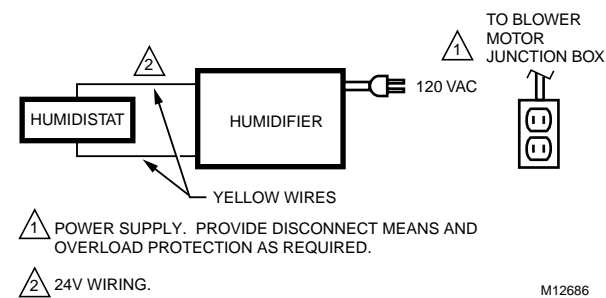 TO BLOWER
MOTOR
JUNCTION BOX
1
2
120 VAC
HUMIDISTAT
HUMIDIFIER
YELLOW WIRES
1 POWER SUPPLY. PROVIDE DISCONNECT MEANS AND
OVERLOAD PROTECTION AS REQUIRED.
2 24V WIRING.
M12686